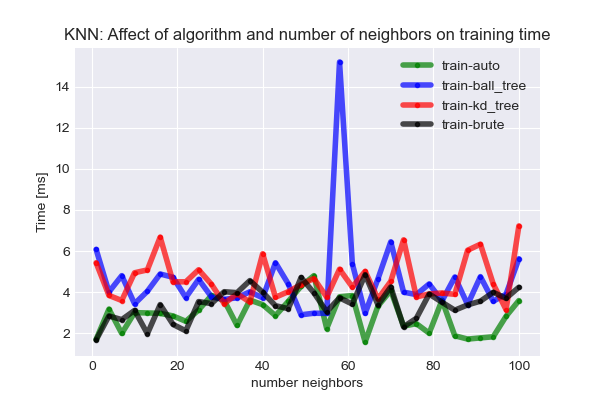 KNN: Affect of algorithm and number of neighbors on training time
train-auto
train-ball_tree
train-kd_tree
train-brute
Time [ms]
14
12
10
8
6
4
2
0 20 40 60 80 100
number neighbors